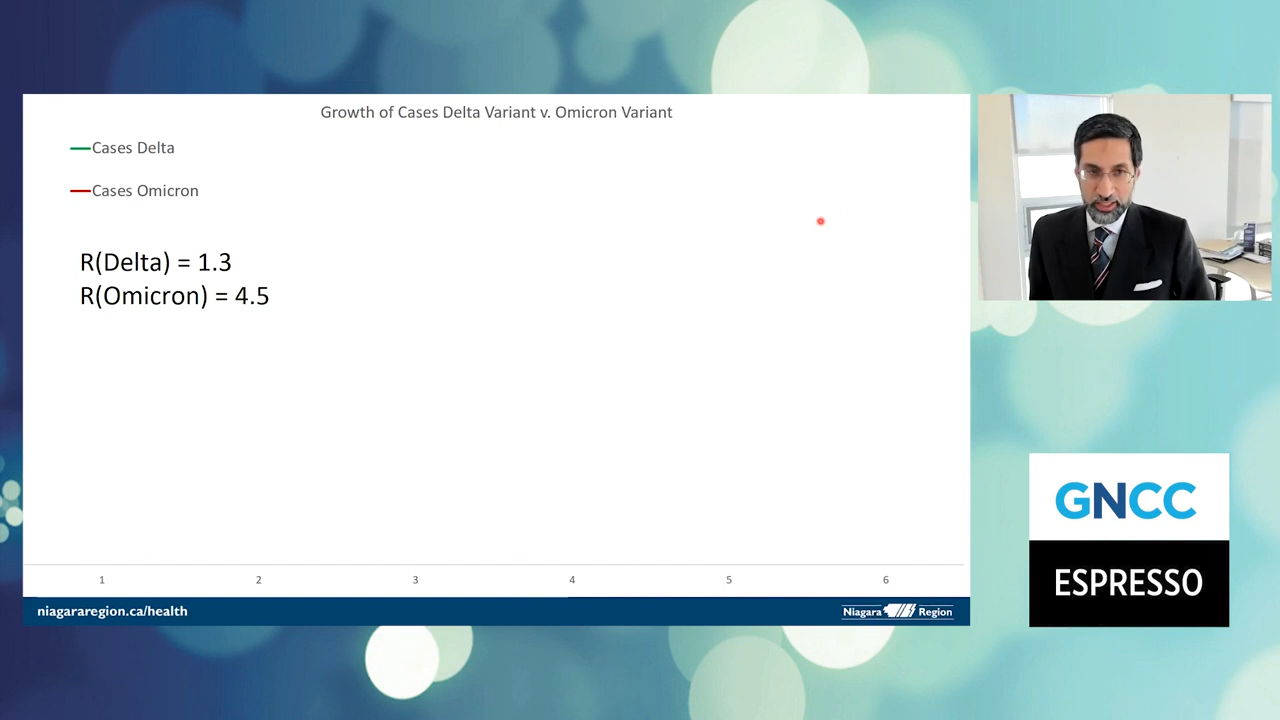 Growth of Cases Delta Variant v. Omicron Variant
Cases Delta
Cases Omicron
R(Delta) = 1.3
R(Omicron) = 4.5
1 2 3 4 5 6
niagararegion.ca/health
Niagara Region
GNCC
ESPRESSO